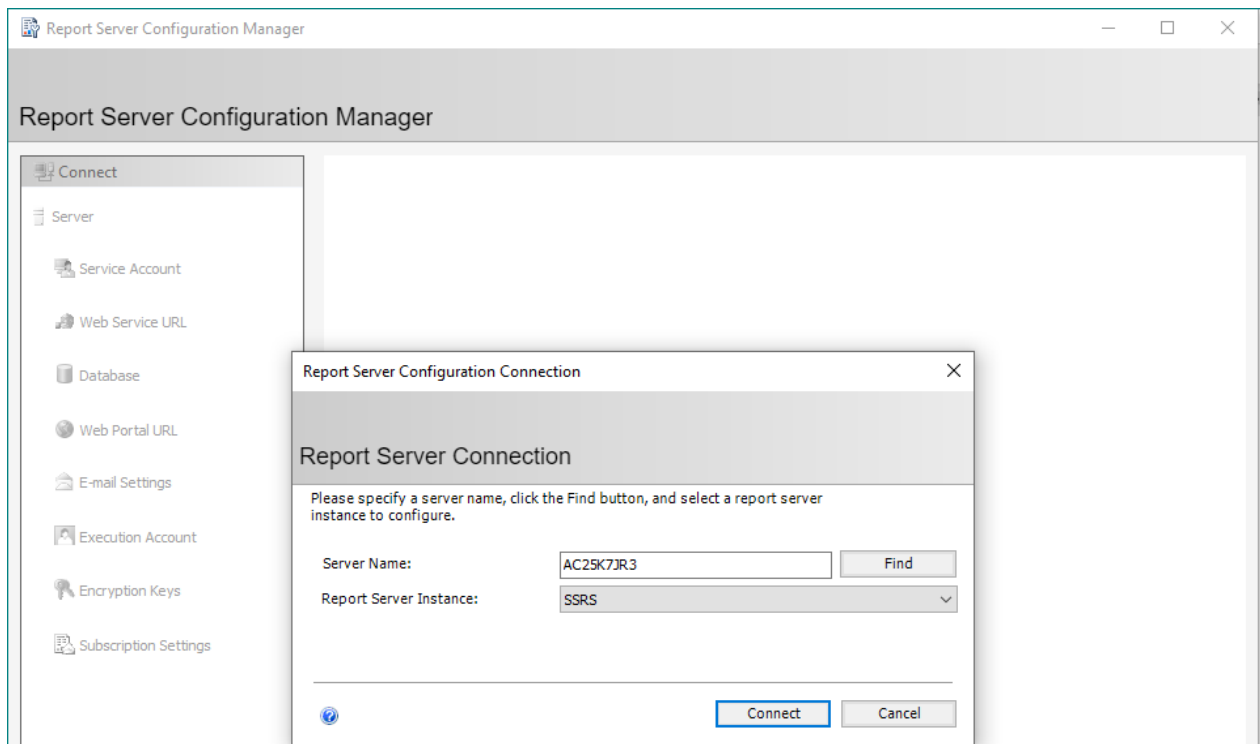 Report Server Configuration Manager
Report Server Configuration Manager
Connect
Server
Service Account
Web Service URL
Database
Web Portal URL
E-mail Settings
Execution Account
Encryption Keys
Subscription Settings
Report Server Configuration Connection
Report Server Connection
Please specify a server name, click the Find button, and select a report server
instance to configure.
Server Name: AC25K7JR3 Find
Report Server Instance: SSRS
Connect Cancel